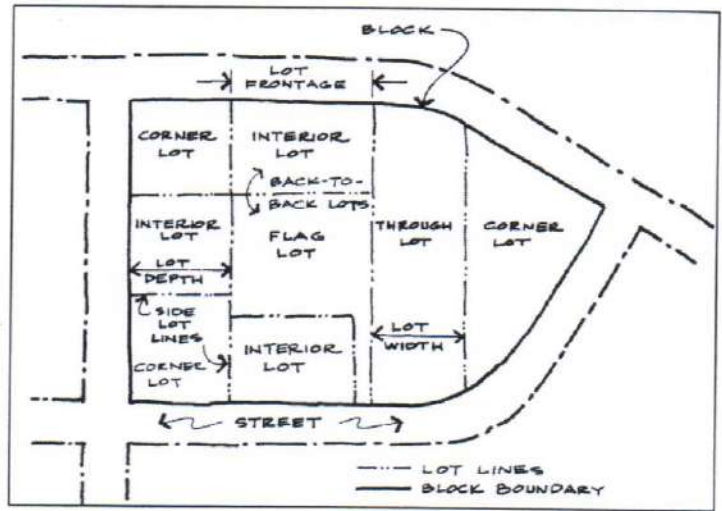 BLOCK
LOT
FRONTAGE
CORNER
LOT
INTERIOR
LOT
BACK-TO-
BACK LOTS
INTERIOR
LOT
FLAG
LOT
THROUGH
LOT
CORNER
LOT
LOT
DEPTH
SIDE
LOT
LINES
CORNER
LOT
INTERIOR
LOT
LOT
WIDTH
STREET
LOT LINES
BLOCK BOUNDARY